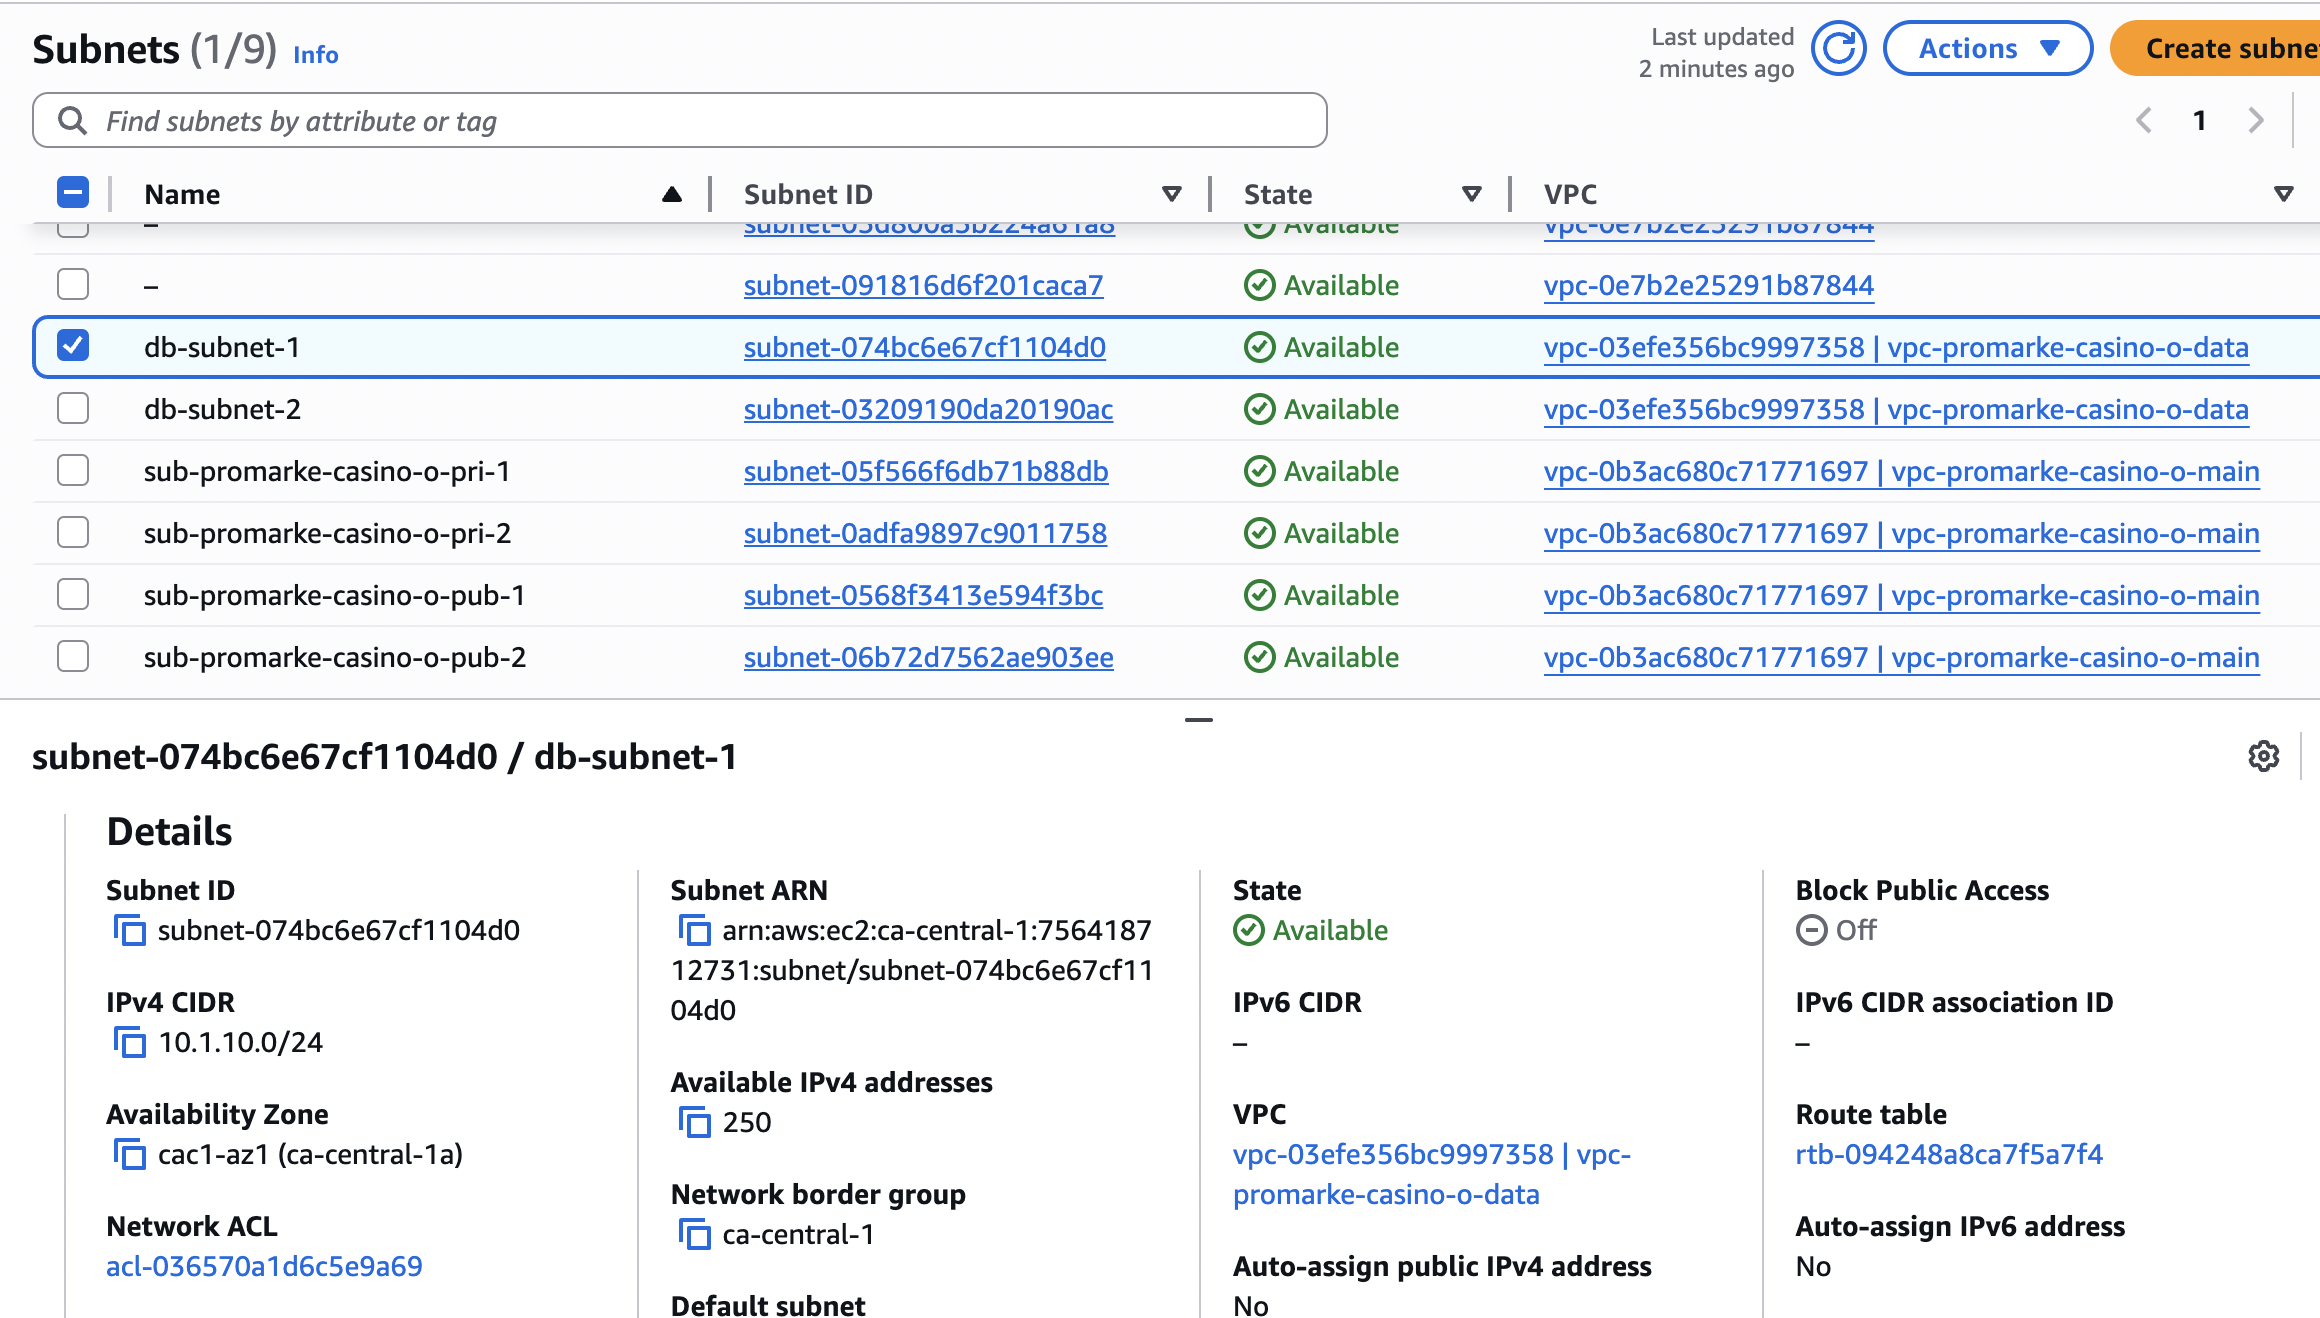 Subnets (1/9) Info
Last updated
2 minutes ago
Actions
Create subne
Find subnets by attribute or tag
1
Name Subnet ID State VPC
– subnet-05d800a5b224a61a8 Available vpc-0e7b2e25291b87844
– subnet-091816d6f201caca7 Available vpc-0e7b2e25291b87844
db-subnet-1 subnet-074bc6e67cf1104d0 Available vpc-03efe356bc9997358 | vpc-promarke-casino-o-data
db-subnet-2 subnet-03209190da20190ac Available vpc-03efe356bc9997358 | vpc-promarke-casino-o-data
sub-promarke-casino-o-pri-1 subnet-05f566f6db71b88db Available vpc-0b3ac680c71771697 | vpc-promarke-casino-o-main
sub-promarke-casino-o-pri-2 subnet-0adfa9897c9011758 Available vpc-0b3ac680c71771697 | vpc-promarke-casino-o-main
sub-promarke-casino-o-pub-1 subnet-0568f3413e594f3bc Available vpc-0b3ac680c71771697 | vpc-promarke-casino-o-main
sub-promarke-casino-o-pub-2 subnet-06b72d7562ae903ee Available vpc-0b3ac680c71771697 | vpc-promarke-casino-o-main
subnet-074bc6e67cf1104d0 / db-subnet-1
Details
Subnet ID
subnet-074bc6e67cf1104d0
IPv4 CIDR
10.1.10.0/24
Availability Zone
cac1-az1 (ca-central-1a)
Network ACL
acl-036570a1d6c5e9a69
Subnet ARN
arn:aws:ec2:ca-central-1:7564187
12731:subnet/subnet-074bc6e67cf11
04d0
Available IPv4 addresses
250
Network border group
ca-central-1
Default subnet
State
Available
IPv6 CIDR
–
VPC
vpc-03efe356bc9997358 | vpc-
promarke-casino-o-data
Auto-assign public IPv4 address
No
Block Public Access
Off
IPv6 CIDR association ID
–
Route table
rtb-094248a8ca7f5a7f4
Auto-assign IPv6 address
No